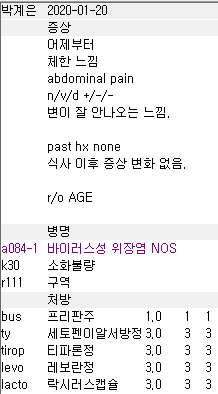 박계은 2020-01-20
증상
어제부터
체한 느낌
abdominal pain
n/v/d +/-/-
변이 잘 안나오는 느낌.
past hx none
식사 이후 증상 변화 없음.
r/o AGE
병명
a084-1 바이러스성 위장염 NOS
k30 소화불량
r111 구역
처방
bus 프리판주 1,0 1 1
ty 세토펜이알서방정 3,0 3 3
tirop 티파론정 3,0 3 3
levo 레보란정 3,0 3 3
lacto 락시러스캡슐 3,0 3 3